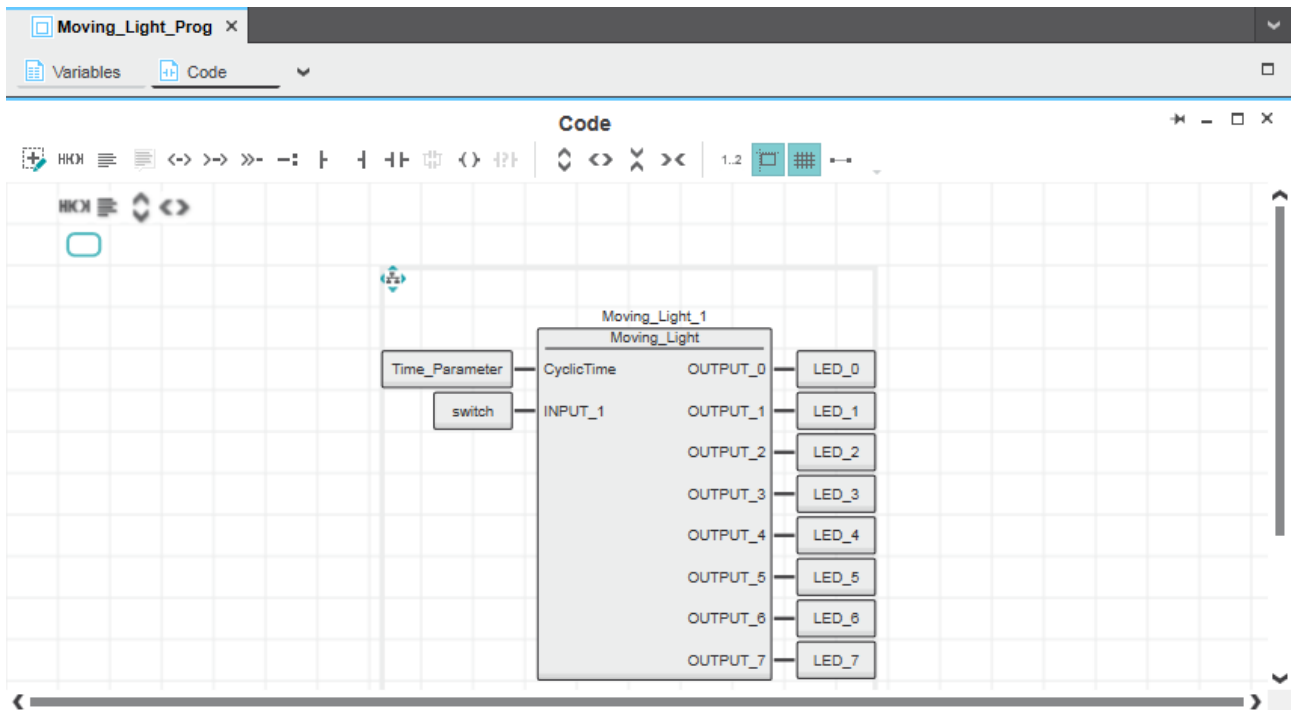 Moving_Light_Prog
Variables Code
Code
1..2
Moving_Light_1
Moving_Light
Time_Parameter CyclicTime OUTPUT_0 LED_0
switch INPUT_1 OUTPUT_1 LED_1
OUTPUT_2 LED_2
OUTPUT_3 LED_3
OUTPUT_4 LED_4
OUTPUT_5 LED_5
OUTPUT_6 LED_6
OUTPUT_7 LED_7